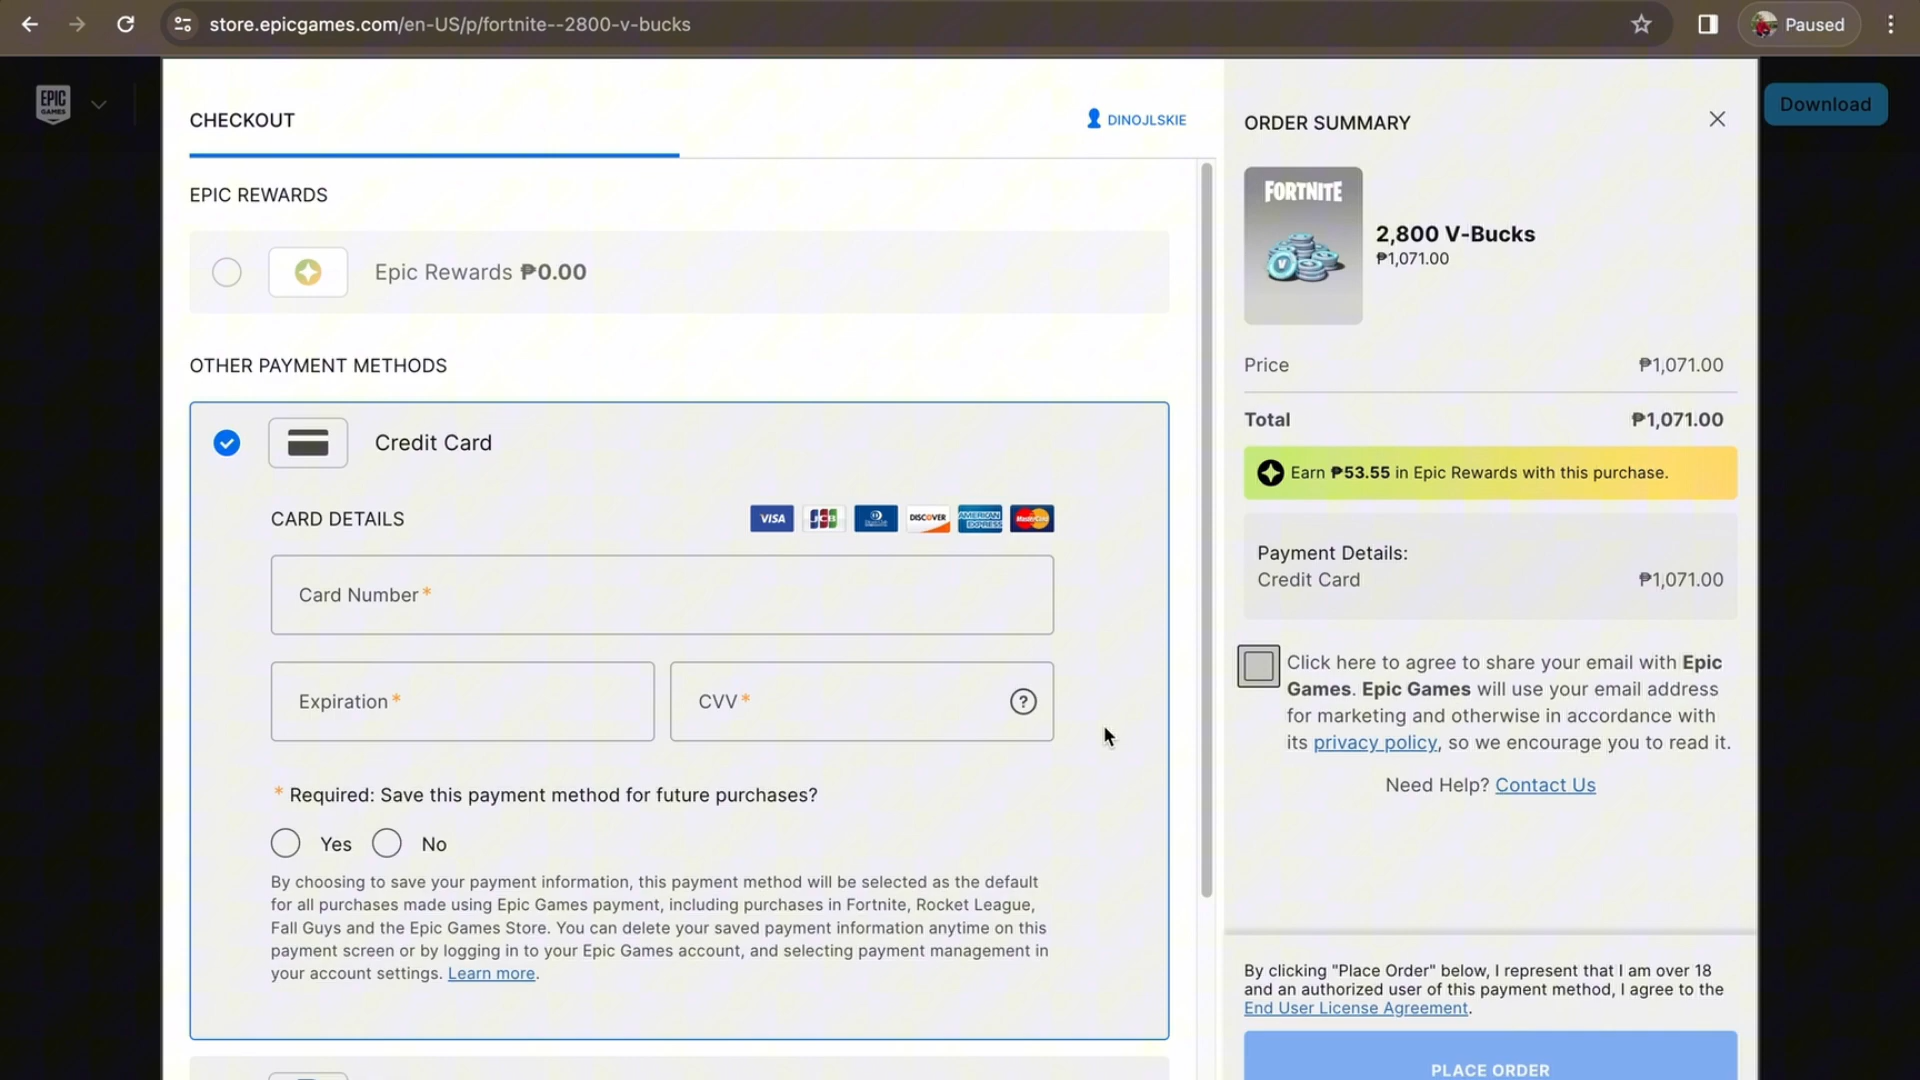 store.epicgames.com/en-US/p/fortnite--2800-v-bucks
Paused
EPIC
GAMES
Download
CHECKOUT
DINOJLSKIE
EPIC REWARDS
Epic Rewards ₱0.00
OTHER PAYMENT METHODS
Credit Card
CARD DETAILS
VISA
JCB
DISCOVER
AMERICAN
EXPRESS
MasterCard
Card Number*
Expiration*
CVV*
?
* Required: Save this payment method for future purchases?
Yes
No
By choosing to save your payment information, this payment method will be selected as the default
for all purchases made using Epic Games payment, including purchases in Fortnite, Rocket League,
Fall Guys and the Epic Games Store. You can delete your saved payment information anytime on this
payment screen or by logging in to your Epic Games account, and selecting payment management in
your account settings. Learn more.
ORDER SUMMARY
FORTNITE
V
2,800 V-Bucks
₱1,071.00
Price ₱1,071.00
Total ₱1,071.00
Earn ₱53.55 in Epic Rewards with this purchase.
Payment Details:
Credit Card ₱1,071.00
Click here to agree to share your email with Epic
Games. Epic Games will use your email address
for marketing and otherwise in accordance with
its privacy policy, so we encourage you to read it.
Need Help? Contact Us
By clicking "Place Order" below, I represent that I am over 18
and an authorized user of this payment method, I agree to the
End User License Agreement.
PLACE ORDER